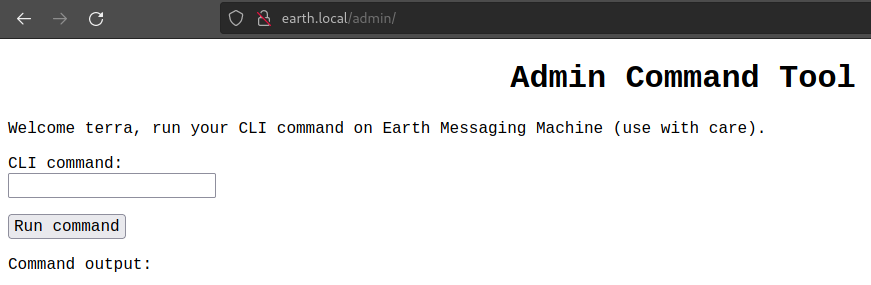 earth.local/admin/
Admin Command Tool
Welcome terra, run your CLI command on Earth Messaging Machine (use with care).
CLI command:
Run command
Command output: